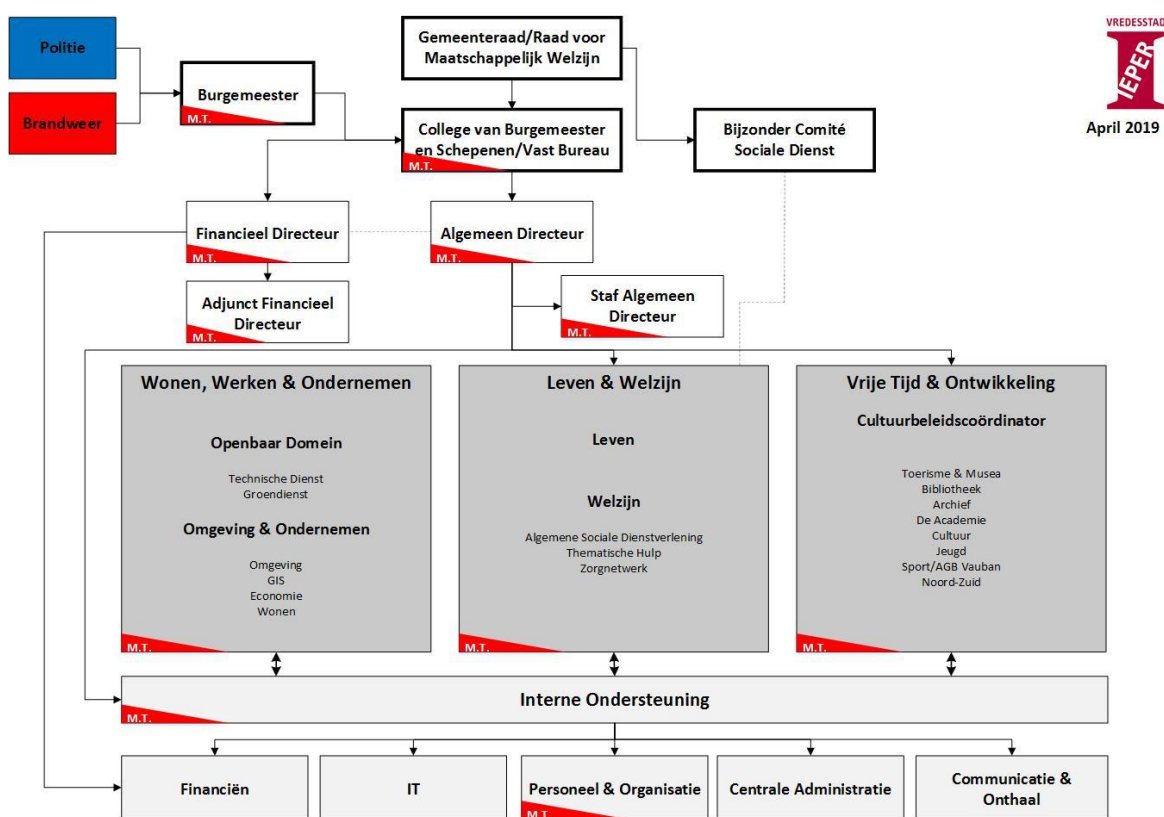 Politie
Brandweer
Burgemeester
M.T.
Gemeenteraad/Raad voor
Maatschappelijk Welzijn
College van Burgemeester
en Schepenen/Vast Bureau
M.T.
Bijzonder Comité
Sociale Dienst
VREDESSTAD
IEPER
April 2019
Financieel Directeur
M.T.
Algemeen Directeur
M.T.
Adjunct Financieel
Directeur
M.T.
Staf Algemeen
Directeur
M.T.
Wonen, Werken & Ondernemen
Openbaar Domein
Technische Dienst
Groendienst
Omgeving & Ondernemen
Omgeving
GIS
Economie
Wonen
M.T.
Leven & Welzijn
Leven
Welzijn
Algemene Sociale Dienstverlening
Thematische Hulp
Zorgnetwerk
M.T.
Vrije Tijd & Ontwikkeling
Cultuurbeleidscoördinator
Toerisme & Musea
Bibliotheek
Archief
De Academie
Cultuur
Jeugd
Sport/AGB Vauban
Noord-Zuid
M.T.
Interne Ondersteuning
M.T.
Financiën
IT
Personeel & Organisatie
M.T.
Centrale Administratie
Communicatie &
Onthaal